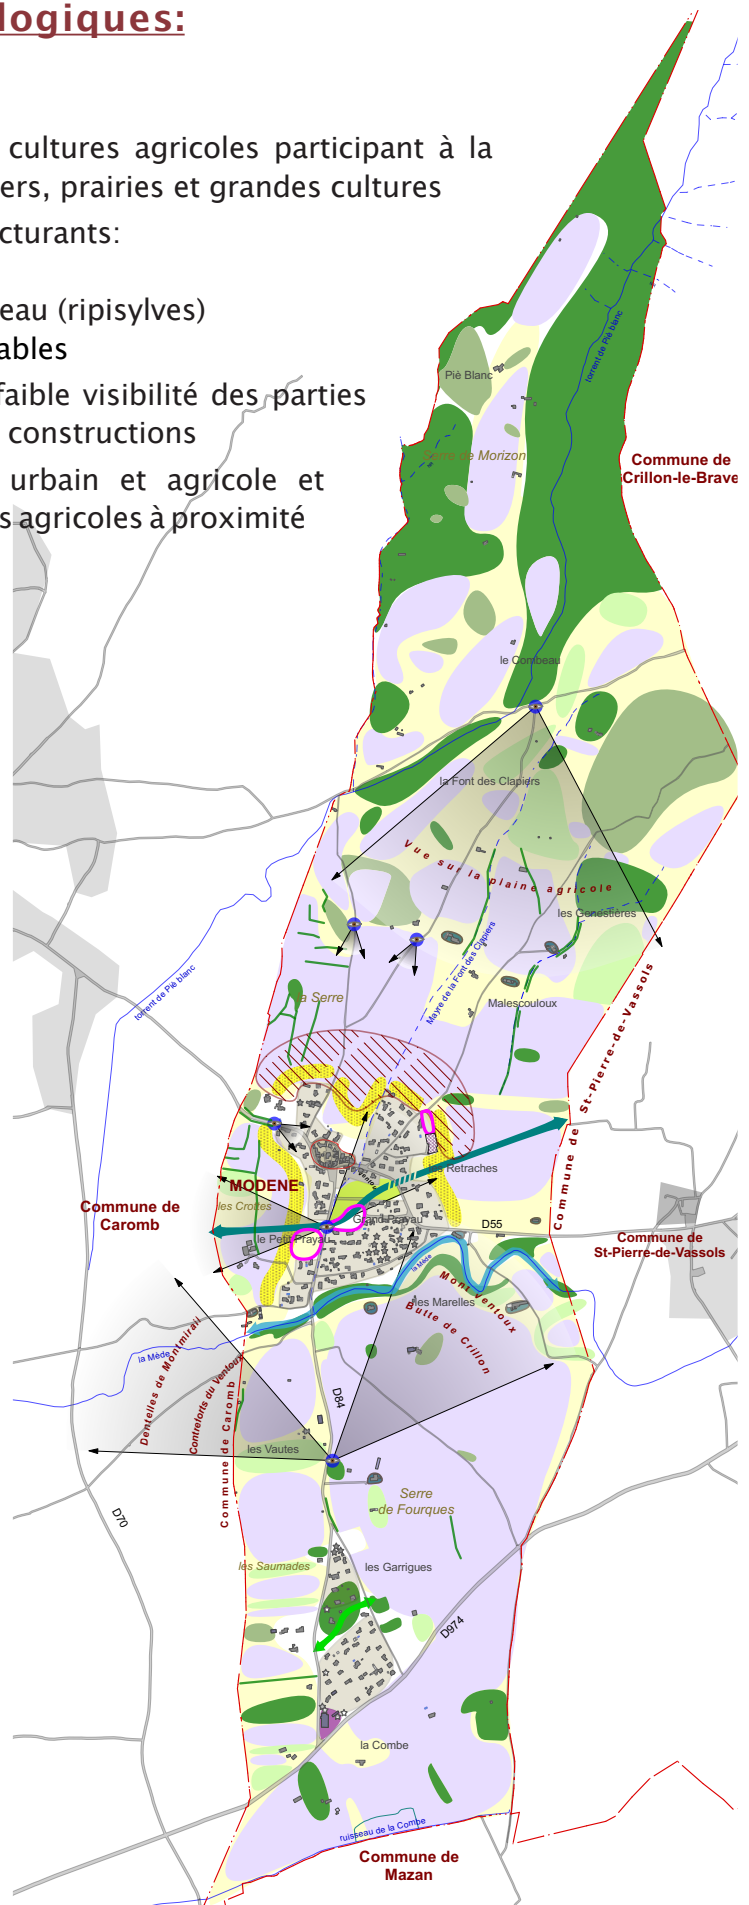 logiques:
cultures agricoles participant à la
ers, prairies et grandes cultures
cturants:
eau (ripisylves)
ables
faible visibilité des parties
constructions
urbain et agricole et
s agricoles à proximité
torrent de Piè blanc
Piè Blanc
Serre de Morizon
Commune de
Crillon-le-Brave
le Combeau
la Font des Clapiers
Vue sur la plaine agricole
les Genestières
Mayre de la Font des Clapiers
torrent de Piè blanc
la Serre
Malescouloux
Commune de St-Pierre-de-Vassols
les Retraches
MODENE
les Crottes
Commune de
Caromb
Grand Prayau
le Petit Prayau
D55
Commune de
St-Pierre-de-Vassols
la Mède
Mont Ventoux
les Marelles
Butte de Crillon
la Mède
Dentelles de Montmirail
Contreforts du Ventoux
Commune de Caromb
D84
les Vautes
D70
Serre
de Fourques
les Saumades
les Garrigues
D974
la Combe
ruisseau de la Combe
Commune de
Mazan